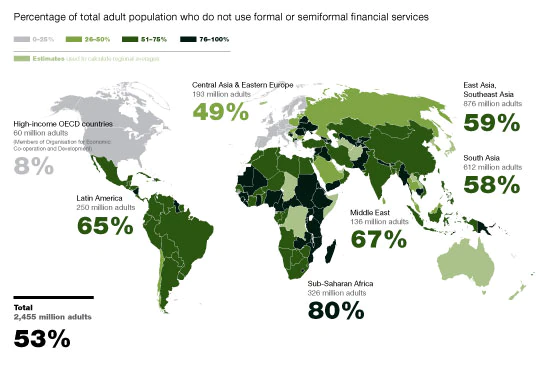 Percentage of total adult population who do not use formal or semiformal financial services
0–25% 26–50% 51–75% 76–100%
Estimates used to calculate regional averages
Central Asia & Eastern Europe
193 million adults
49%
East Asia,
Southeast Asia
876 million adults
59%
High-income OECD countries
60 million adults
(Members of Organisation for Economic
Co-operation and Development)
8%
South Asia
612 million adults
58%
Latin America
250 million adults
65%
Middle East
136 million adults
67%
Sub-Saharan Africa
326 million adults
80%
Total
2,455 million adults
53%